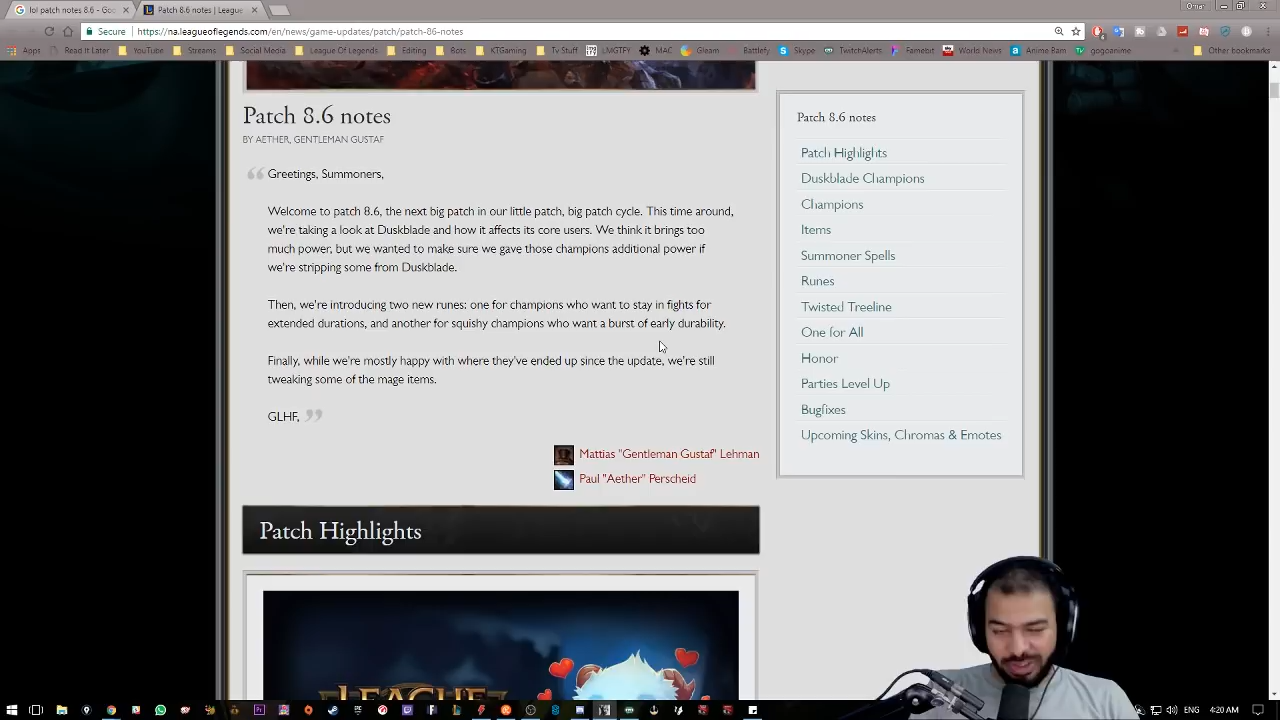 lol patch notes 8.6 - Goo
Patch 8.6 notes | League
Omar
Secure
https://na.leagueoflegends.com/en/news/game-updates/patch/patch-86-notes
Apps Read It Later YouTube Streams Social Media League Of Legends Editing Bots KTGaming Tv Stuff LMGTFY MAC Gleam Battlefy Skype TwitchAlerts Famebit World News Anime Bam gogoanime Other bookmarks
Patch 8.6 notes
BY AETHER, GENTLEMAN GUSTAF
“ Greetings, Summoners,
Welcome to patch 8.6, the next big patch in our little patch, big patch cycle. This time around,
we're taking a look at Duskblade and how it affects its core users. We think it brings too
much power, but we wanted to make sure we gave those champions additional power if
we're stripping some from Duskblade.
Then, we're introducing two new runes: one for champions who want to stay in fights for
extended durations, and another for squishy champions who want a burst of early durability.
Finally, while we're mostly happy with where they've ended up since the update, we're still
tweaking some of the mage items.
GLHF, ”
Mattias "Gentleman Gustaf" Lehman
Paul "Aether" Perscheid
Patch Highlights
LEAGUE
Patch 8.6 notes
Patch Highlights
Duskblade Champions
Champions
Items
Summoner Spells
Runes
Twisted Treeline
One for All
Honor
Parties Level Up
Bugfixes
Upcoming Skins, Chromas & Emotes
4:20 AM